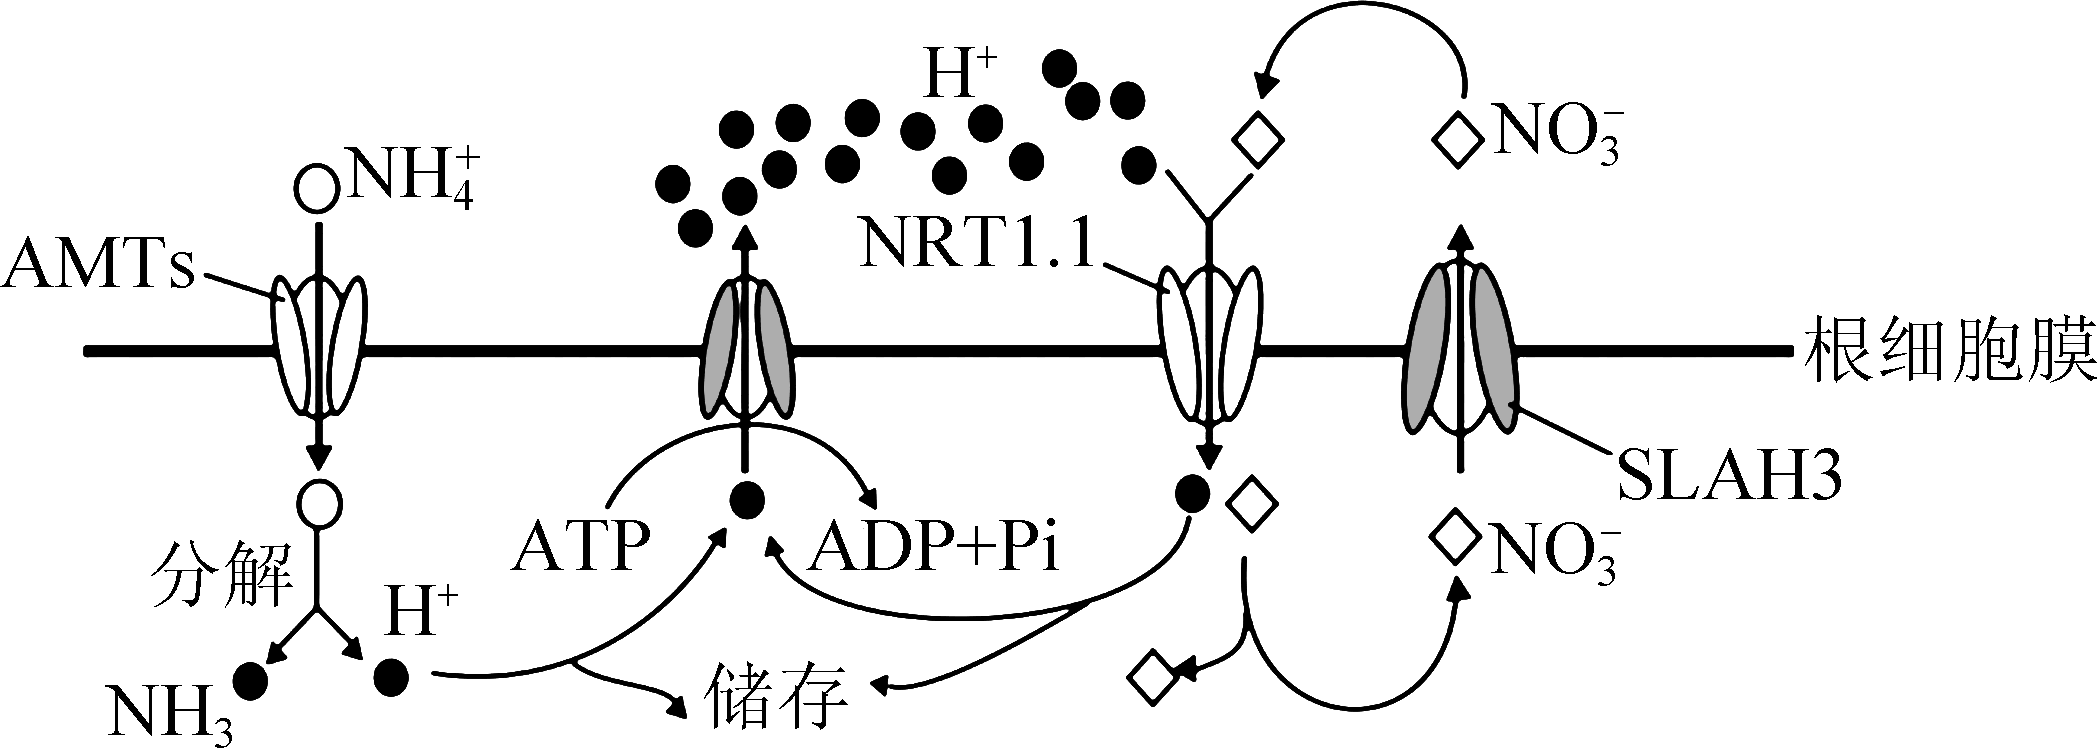 H⁺
NO₃⁻
NH₄⁺
AMTs
NRT1.1
根细胞膜
SLAH3
ATP
ADP+Pi
NO₃⁻
分解
H⁺
NH₃
储存